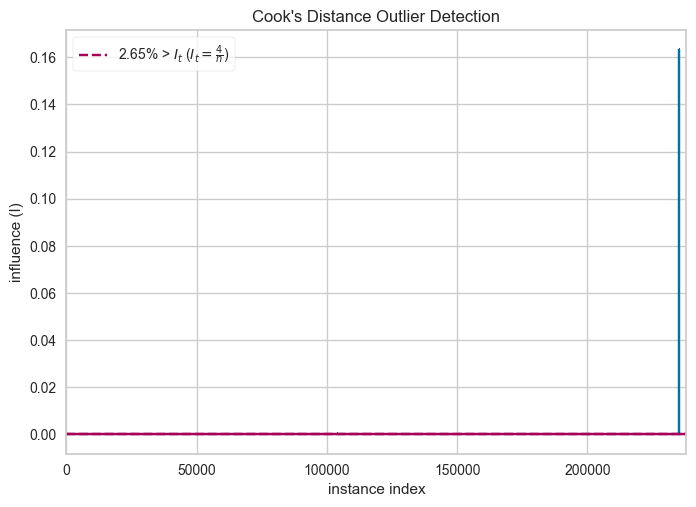 Cook's Distance Outlier Detection
2.65% > I_t (I_t = 4/n)
0.16
0.14
0.12
0.10
0.08
0.06
0.04
0.02
0.00
influence (I)
0 50000 100000 150000 200000
instance index